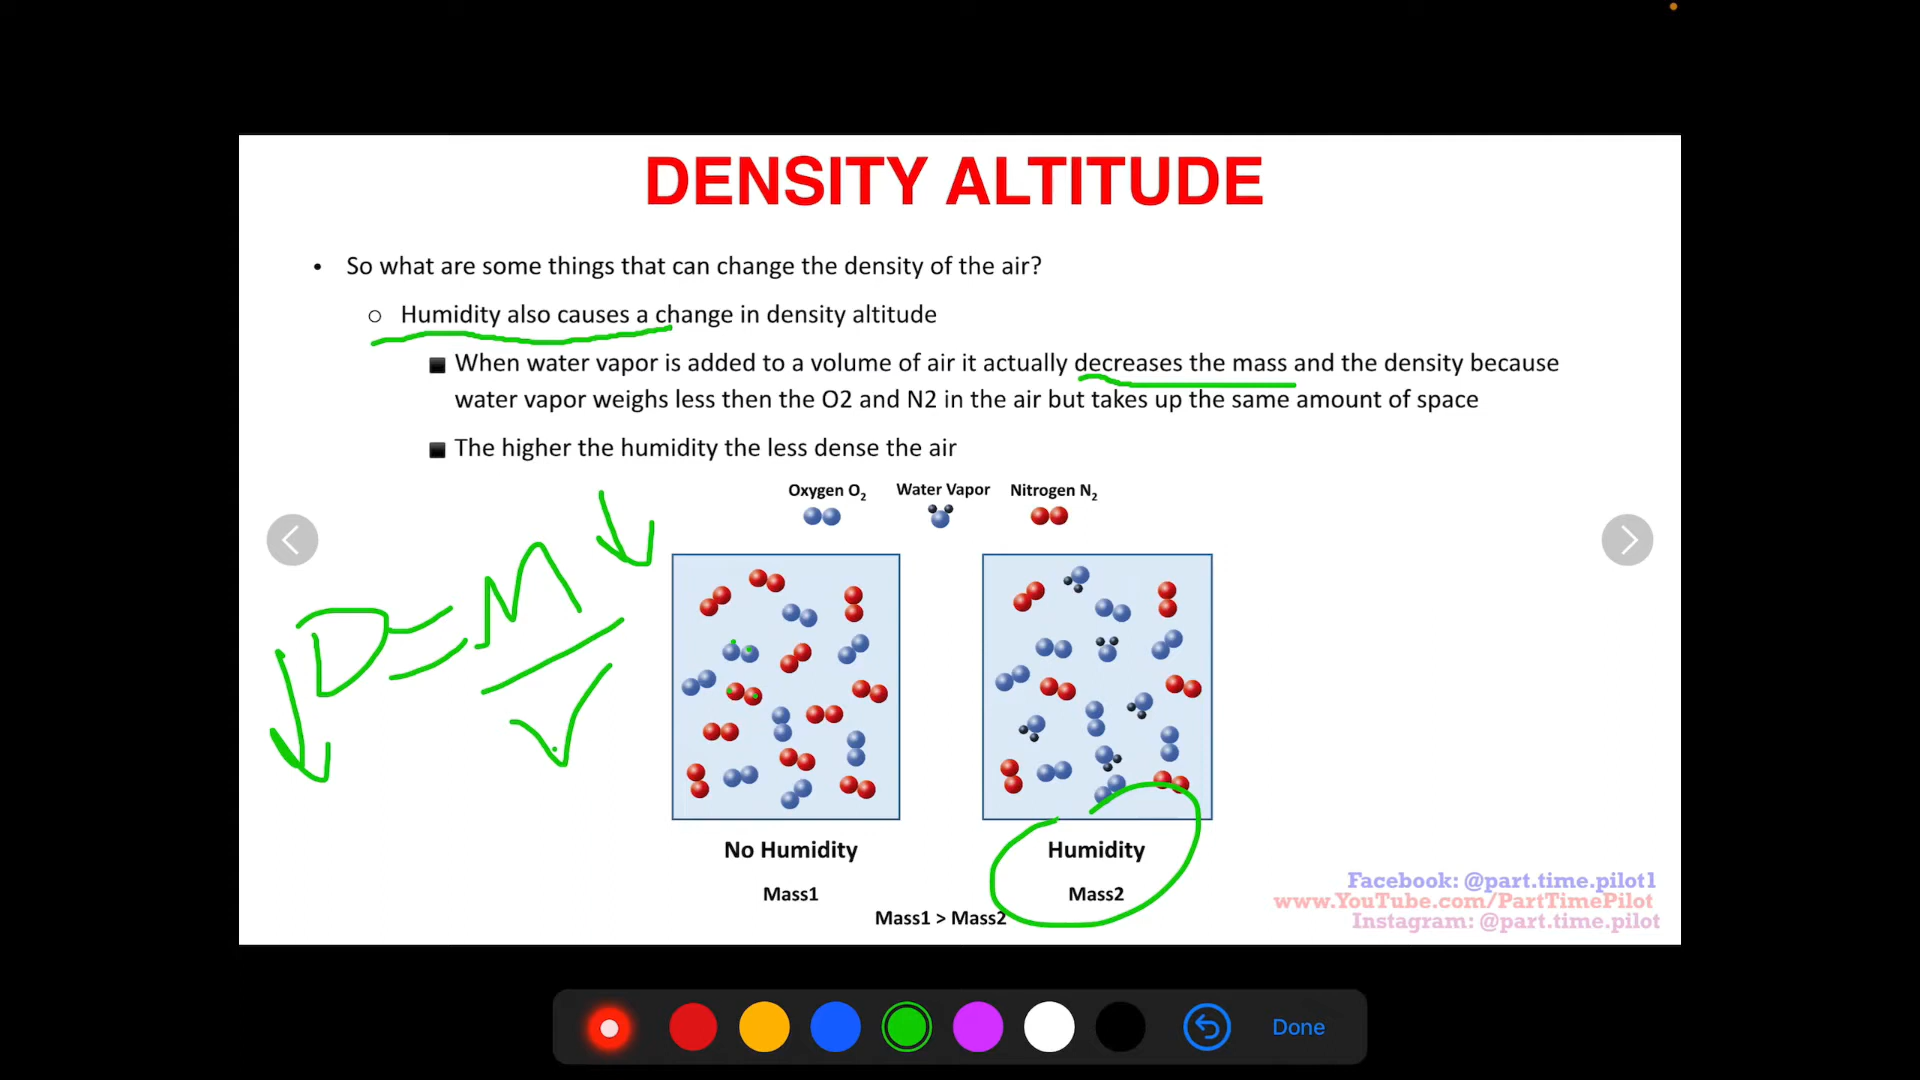 DENSITY ALTITUDE
• So what are some things that can change the density of the air?
○ Humidity also causes a change in density altitude
■ When water vapor is added to a volume of air it actually decreases the mass and the density because
water vapor weighs less then the O2 and N2 in the air but takes up the same amount of space
■ The higher the humidity the less dense the air
Oxygen O₂ Water Vapor Nitrogen N₂
D = M
V
No Humidity Humidity
Mass1 Mass2
Mass1 > Mass2
Facebook: @part.time.pilot1
www.YouTube.com/PartTimePilot
Instagram: @part.time.pilot
Done